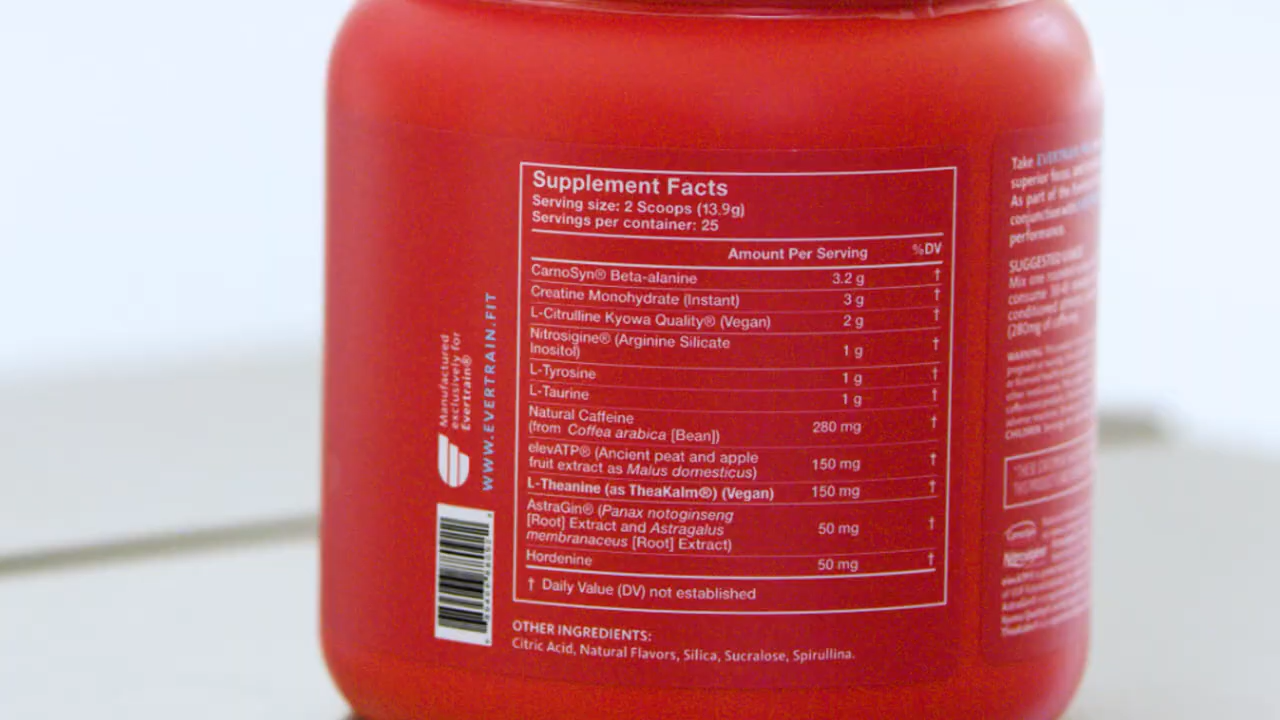 Supplement Facts
Serving size: 2 Scoops (13.9g)
Servings per container: 25
Amount Per Serving %DV
CarnoSyn® Beta-alanine 3.2 g †
Creatine Monohydrate (Instant) 3 g †
L-Citrulline Kyowa Quality® (Vegan) 2 g †
Nitrosigine® (Arginine Silicate
Inositol) 1 g †
L-Tyrosine 1 g †
L-Taurine 1 g †
Natural Caffeine
(from Coffea arabica [Bean]) 280 mg †
elevATP® (Ancient peat and apple
fruit extract as Malus domesticus) 150 mg †
L-Theanine (as TheaKalm®) (Vegan) 150 mg †
AstraGin® (Panax notoginseng
[Root] Extract and Astragalus
membranaceus [Root] Extract) 50 mg †
Hordenine 50 mg †
† Daily Value (DV) not established
OTHER INGREDIENTS:
Citric Acid, Natural Flavors, Silica, Sucralose, Spirullina.
Manufactured
exclusively for
Evertrain®
WWW.EVERTRAIN.FIT
Take
superior
As part of the
performance.
SUGGESTED
Mix one
consume
(280mg of
WARNING: